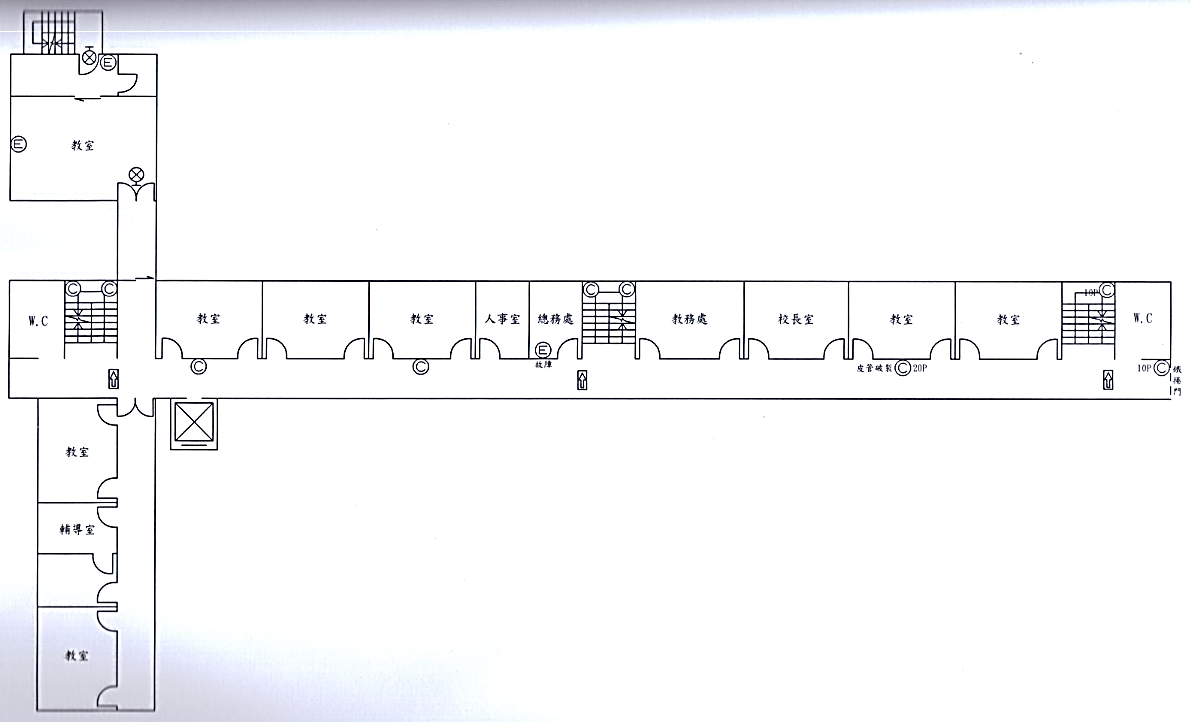 E
教室
E
C C
C C
10P C
W.C
教室
教室
教室
人事室
總務處
教務處
校長室
教室
教室
W.C
E
故障
C
C
皮管破裂 C 20P
10P C
鐵捲門
教室
輔導室
教室